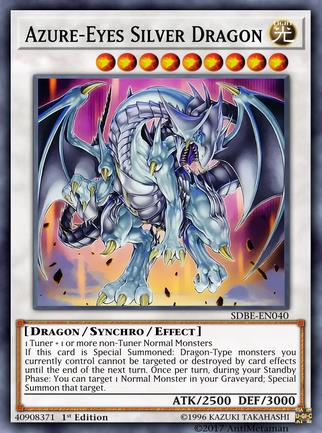 AZURE-EYES SILVER DRAGON
光
SDBE-EN040
[DRAGON / SYNCHRO / EFFECT]
1 Tuner + 1 or more non-Tuner Normal Monsters
If this card is Special Summoned: Dragon-Type monsters you
currently control cannot be targeted or destroyed by card effects
until the end of the next turn. Once per turn, during your Standby
Phase: You can target 1 Normal Monster in your Graveyard; Special
Summon that target.
ATK/2500 DEF/3000
40908371 1st Edition ©1996 KAZUKI TAKAHASHI
©2017 AntiMetaman